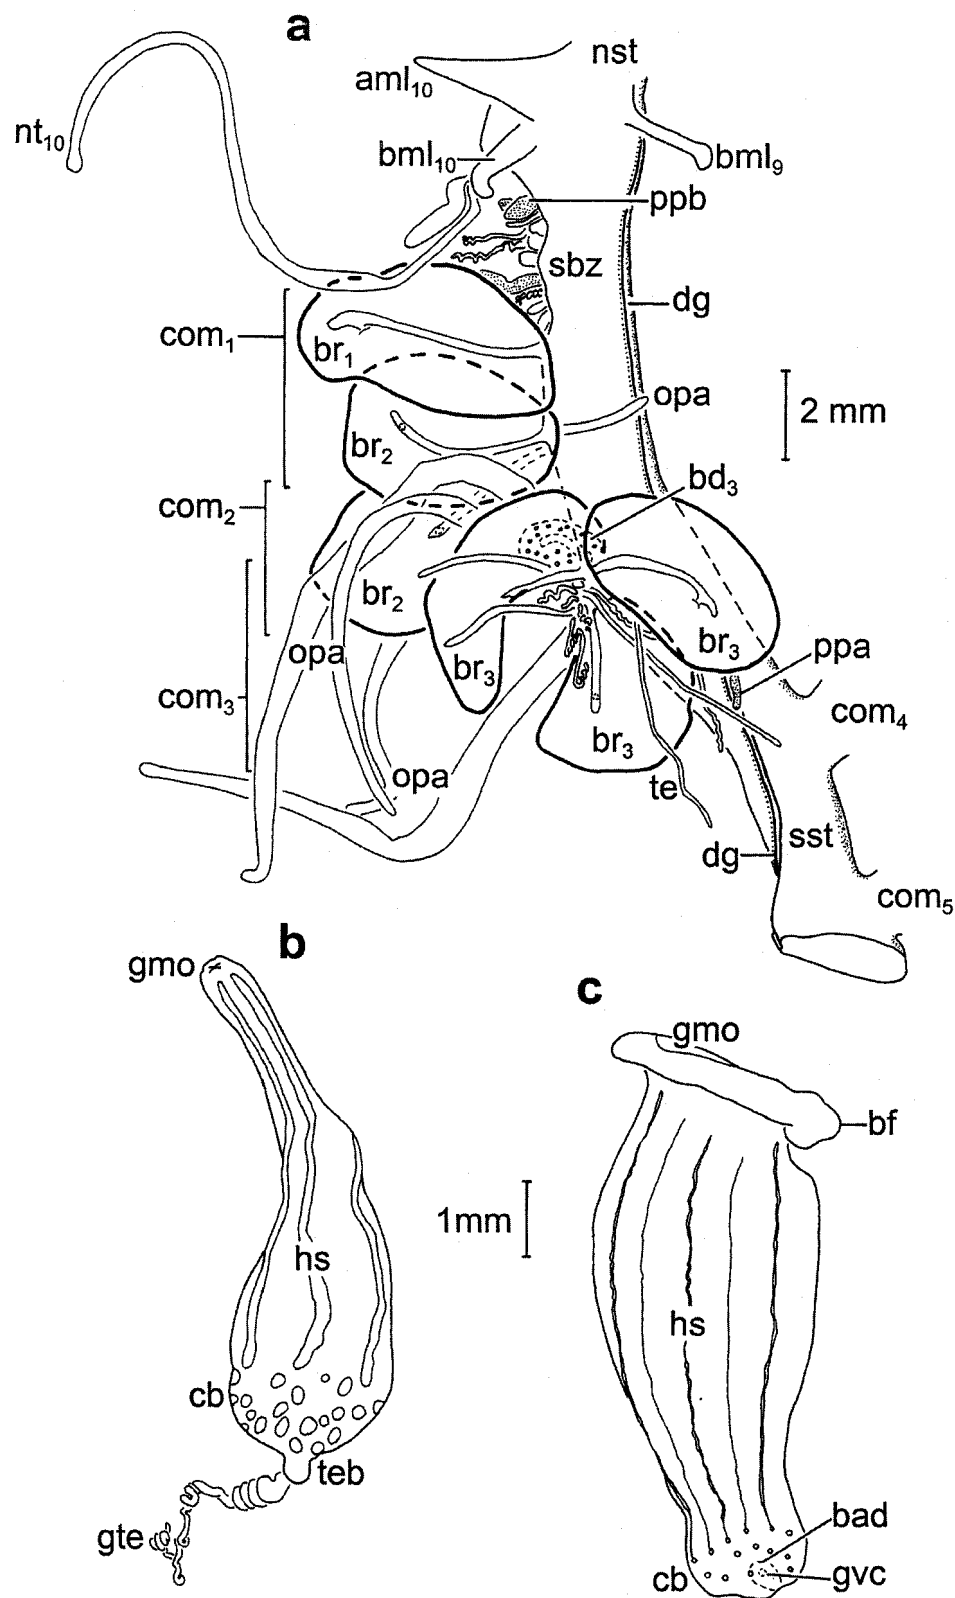 a
nst
aml10
nt10
bml10
bml9
ppb
sbz
dg
com1
br1
opa
2 mm
br2
bd3
com2
br2
br3
opa
ppa
br3
com3
com4
br3
opa
te
sst
dg
com5
b
gmo
c
gmo
bf
1mm
hs
hs
cb
teb
bad
gte
cb
gvc